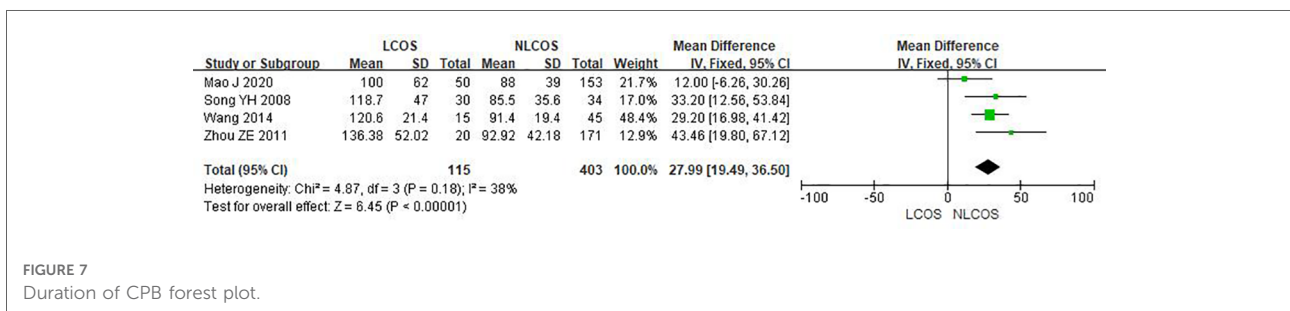 LCOS NLCOS Mean Difference Mean Difference
Study or Subgroup Mean SD Total Mean SD Total Weight IV, Fixed, 95% CI IV, Fixed, 95% CI
Mao J 2020 100 62 50 88 39 153 21.7% 12.00 [-6.26, 30.26]
Song YH 2008 118.7 47 30 85.5 35.6 34 17.0% 33.20 [12.56, 53.84]
Wang 2014 120.6 21.4 15 91.4 19.4 45 48.4% 29.20 [16.98, 41.42]
Zhou ZE 2011 136.38 52.02 20 92.92 42.18 171 12.9% 43.46 [19.80, 67.12]
Total (95% CI) 115 403 100.0% 27.99 [19.49, 36.50]
Heterogeneity: Chi² = 4.87, df = 3 (P = 0.18); I² = 38%
Test for overall effect: Z = 6.45 (P < 0.00001)
-100 -50 0 50 100
LCOS NLCOS
FIGURE 7
Duration of CPB forest plot.